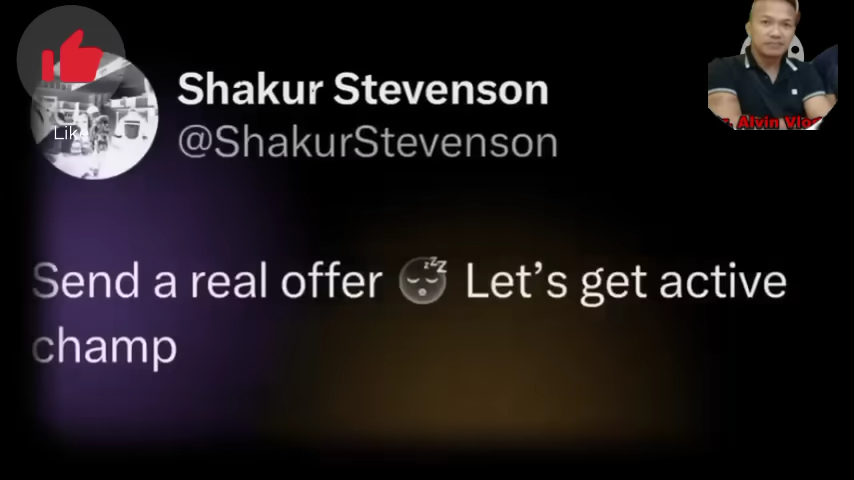 Shakur Stevenson
@ShakurStevenson
Like
Send a real offer 😴 Let's get active
champ
Alvin Vlog